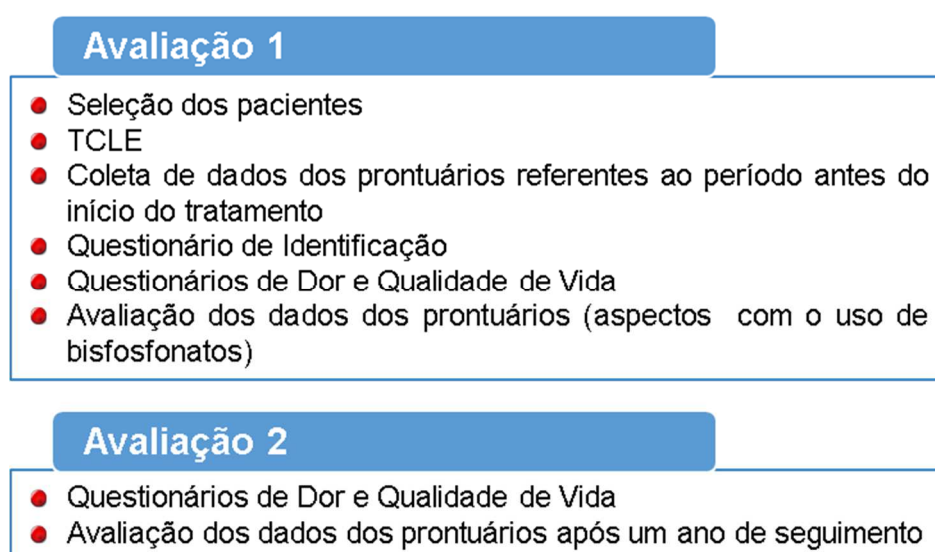 Avaliação 1
Seleção dos pacientes
TCLE
Coleta de dados dos prontuários referentes ao período antes do
início do tratamento
Questionário de Identificação
Questionários de Dor e Qualidade de Vida
Avaliação dos dados dos prontuários (aspectos com o uso de
bisfosfonatos)
Avaliação 2
Questionários de Dor e Qualidade de Vida
Avaliação dos dados dos prontuários após um ano de seguimento